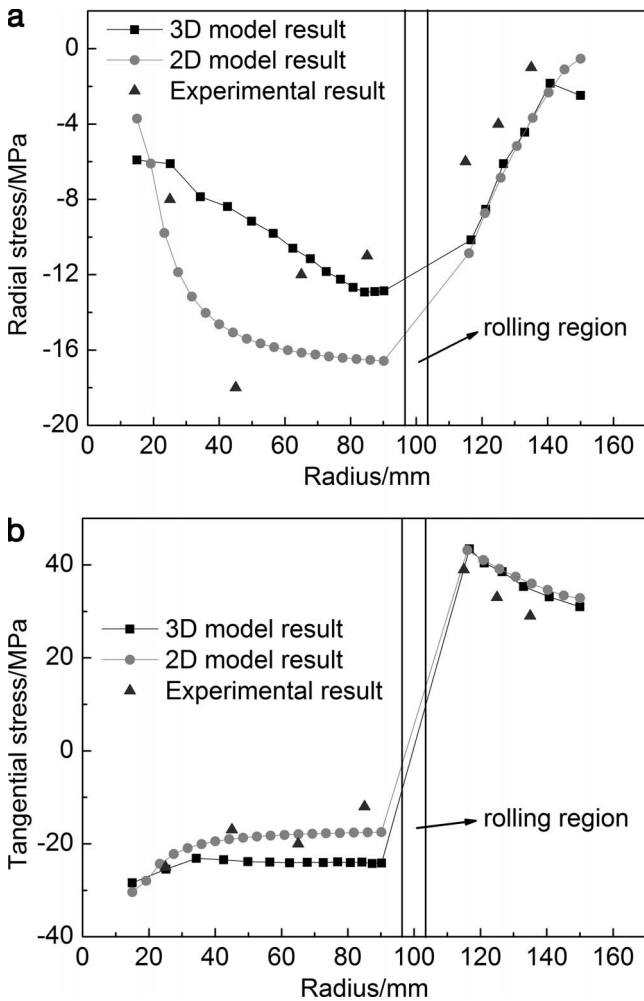 a
0
-4
-8
-12
-16
-20
Radial stress/MPa
3D model result
2D model result
Experimental result
rolling region
0 20 40 60 80 100 120 140 160
Radius/mm
b
40
20
0
-20
-40
Tangential stress/MPa
3D model result
2D model result
Experimental result
rolling region
0 20 40 60 80 100 120 140 160
Radius/mm